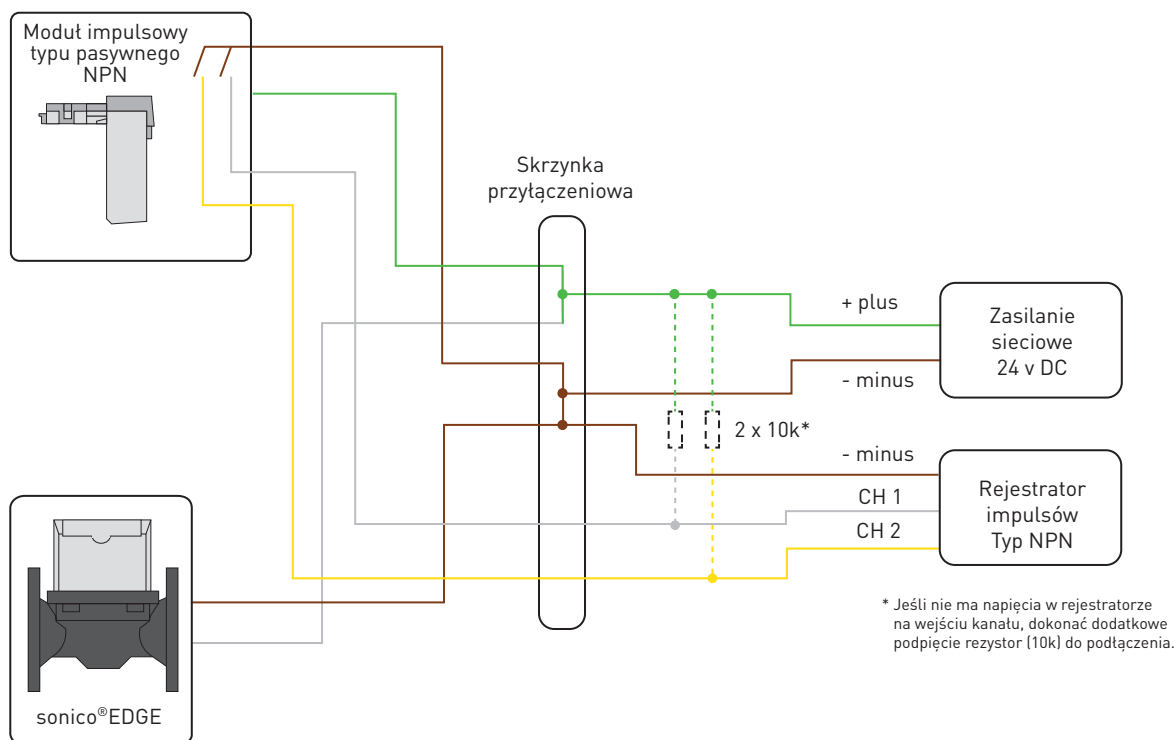 Moduł impulsowy
typu pasywnego
NPN
Skrzynka
przyłączeniowa
+ plus
Zasilanie
sieciowe
24 v DC
- minus
2 x 10k*
- minus
CH 1
CH 2
Rejestrator
impulsów
Typ NPN
* Jeśli nie ma napięcia w rejestratorze
na wejściu kanału, dokonać dodatkowe
podpięcie rezystor (10k) do podłączenia.
sonico®EDGE